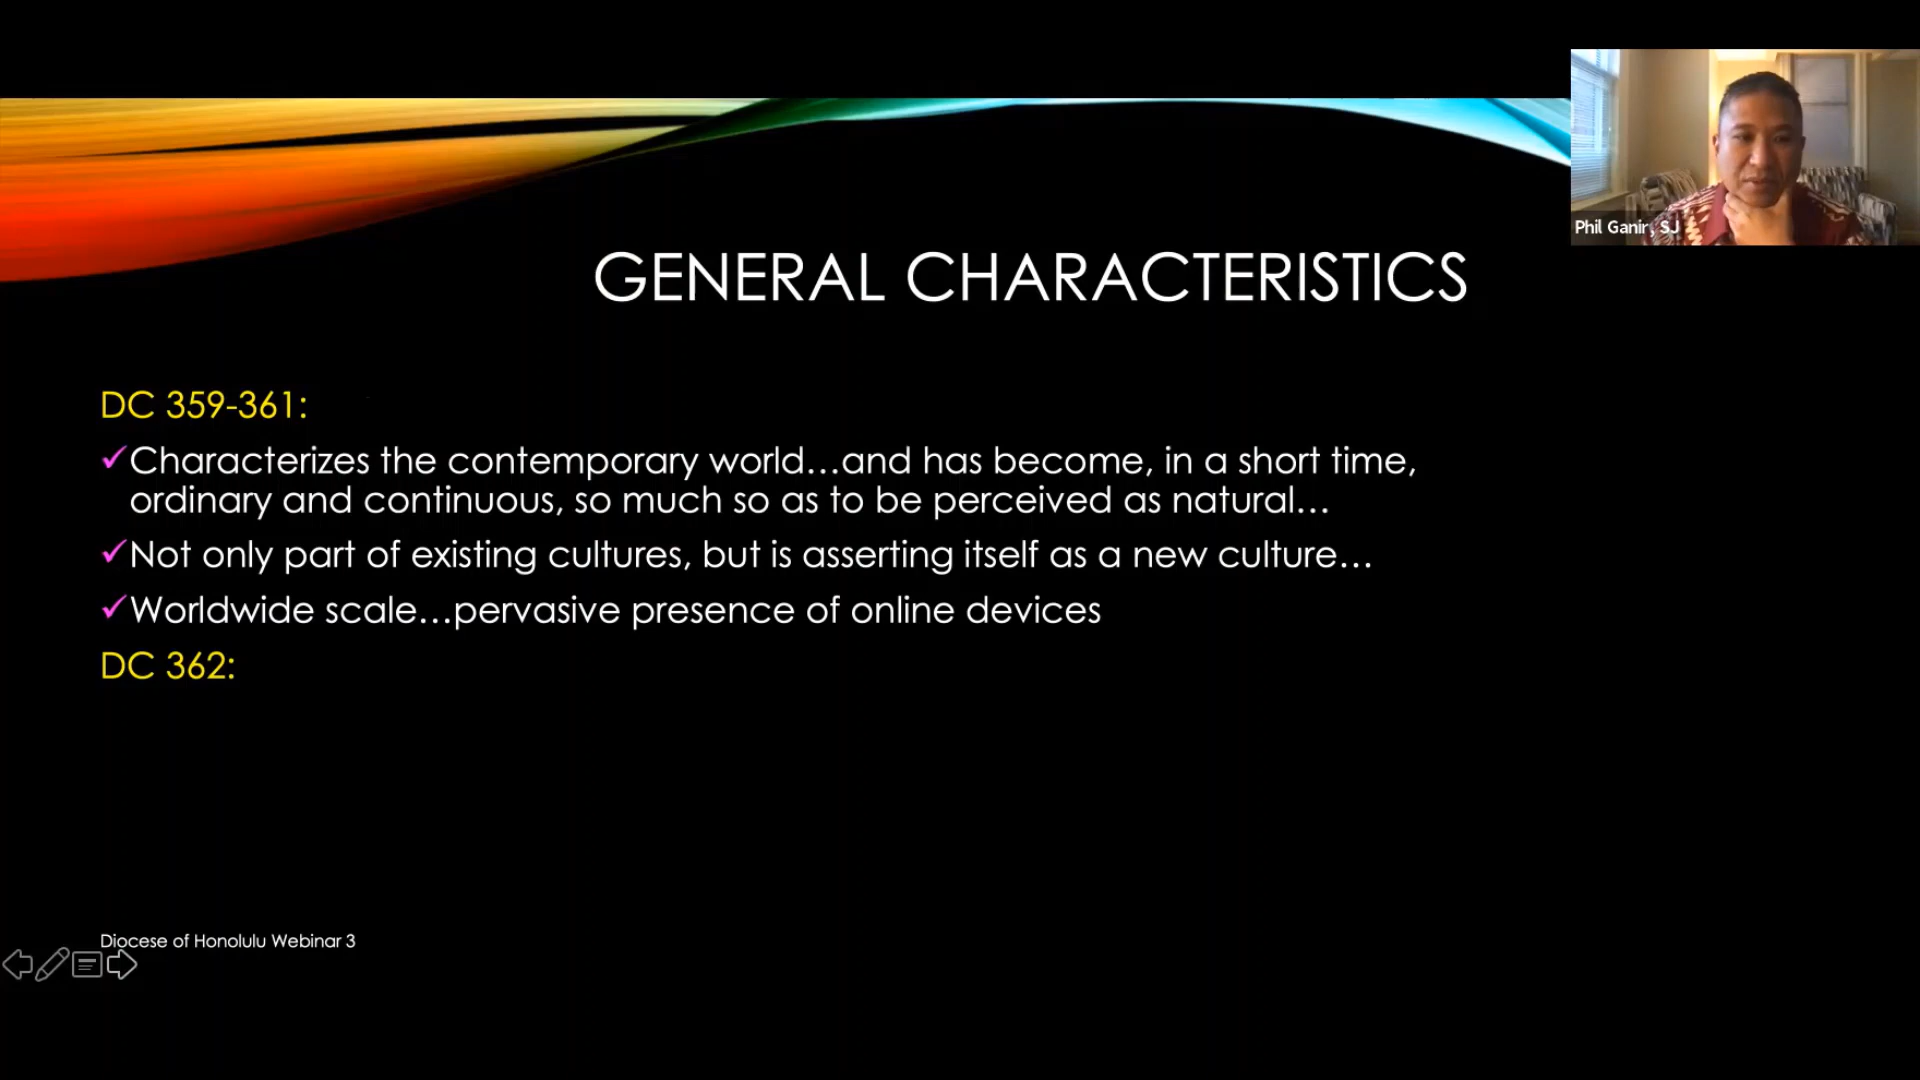 Phil Ganir, SJ
GENERAL CHARACTERISTICS
DC 359-361:
✓Characterizes the contemporary world…and has become, in a short time,
ordinary and continuous, so much so as to be perceived as natural…
✓Not only part of existing cultures, but is asserting itself as a new culture…
✓Worldwide scale…pervasive presence of online devices
DC 362:
Diocese of Honolulu Webinar 3